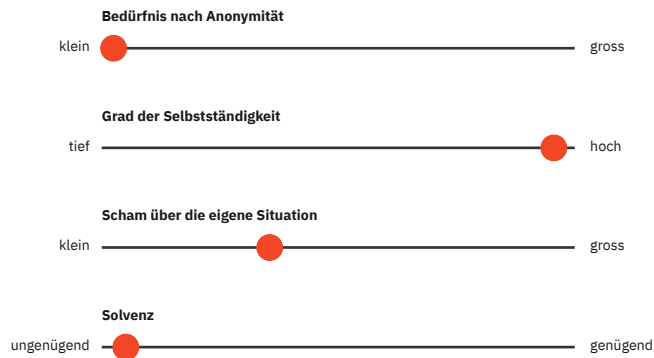 Bedürfnis nach Anonymität
klein gross
Grad der Selbstständigkeit
tief hoch
Scham über die eigene Situation
klein gross
Solvenz
ungenügend genügend